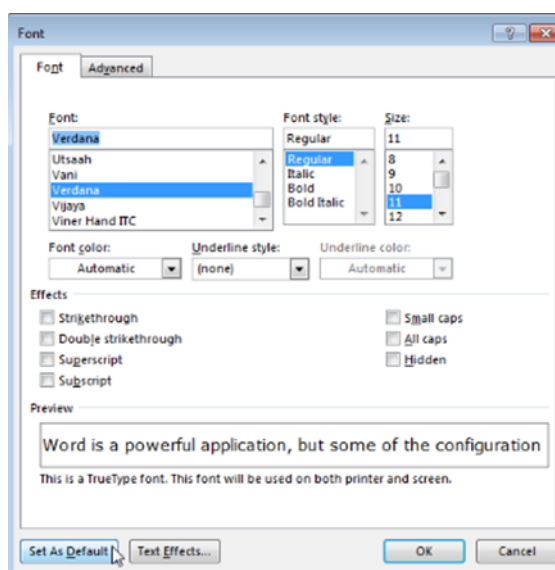 Font
Font Advanced
Font: Font style: Size:
Verdana Regular 11
Utsaah Regular 8
Vani Italic 9
Verdana Bold 10
Vijaya Bold Italic 11
Viner Hand ITC 12
Font color: Underline style: Underline color:
Automatic (none) Automatic
Effects
Strikethrough Small caps
Double strikethrough All caps
Superscript Hidden
Subscript
Preview
Word is a powerful application, but some of the configuration
This is a TrueType font. This font will be used on both printer and screen.
Set As Default Text Effects... OK Cancel